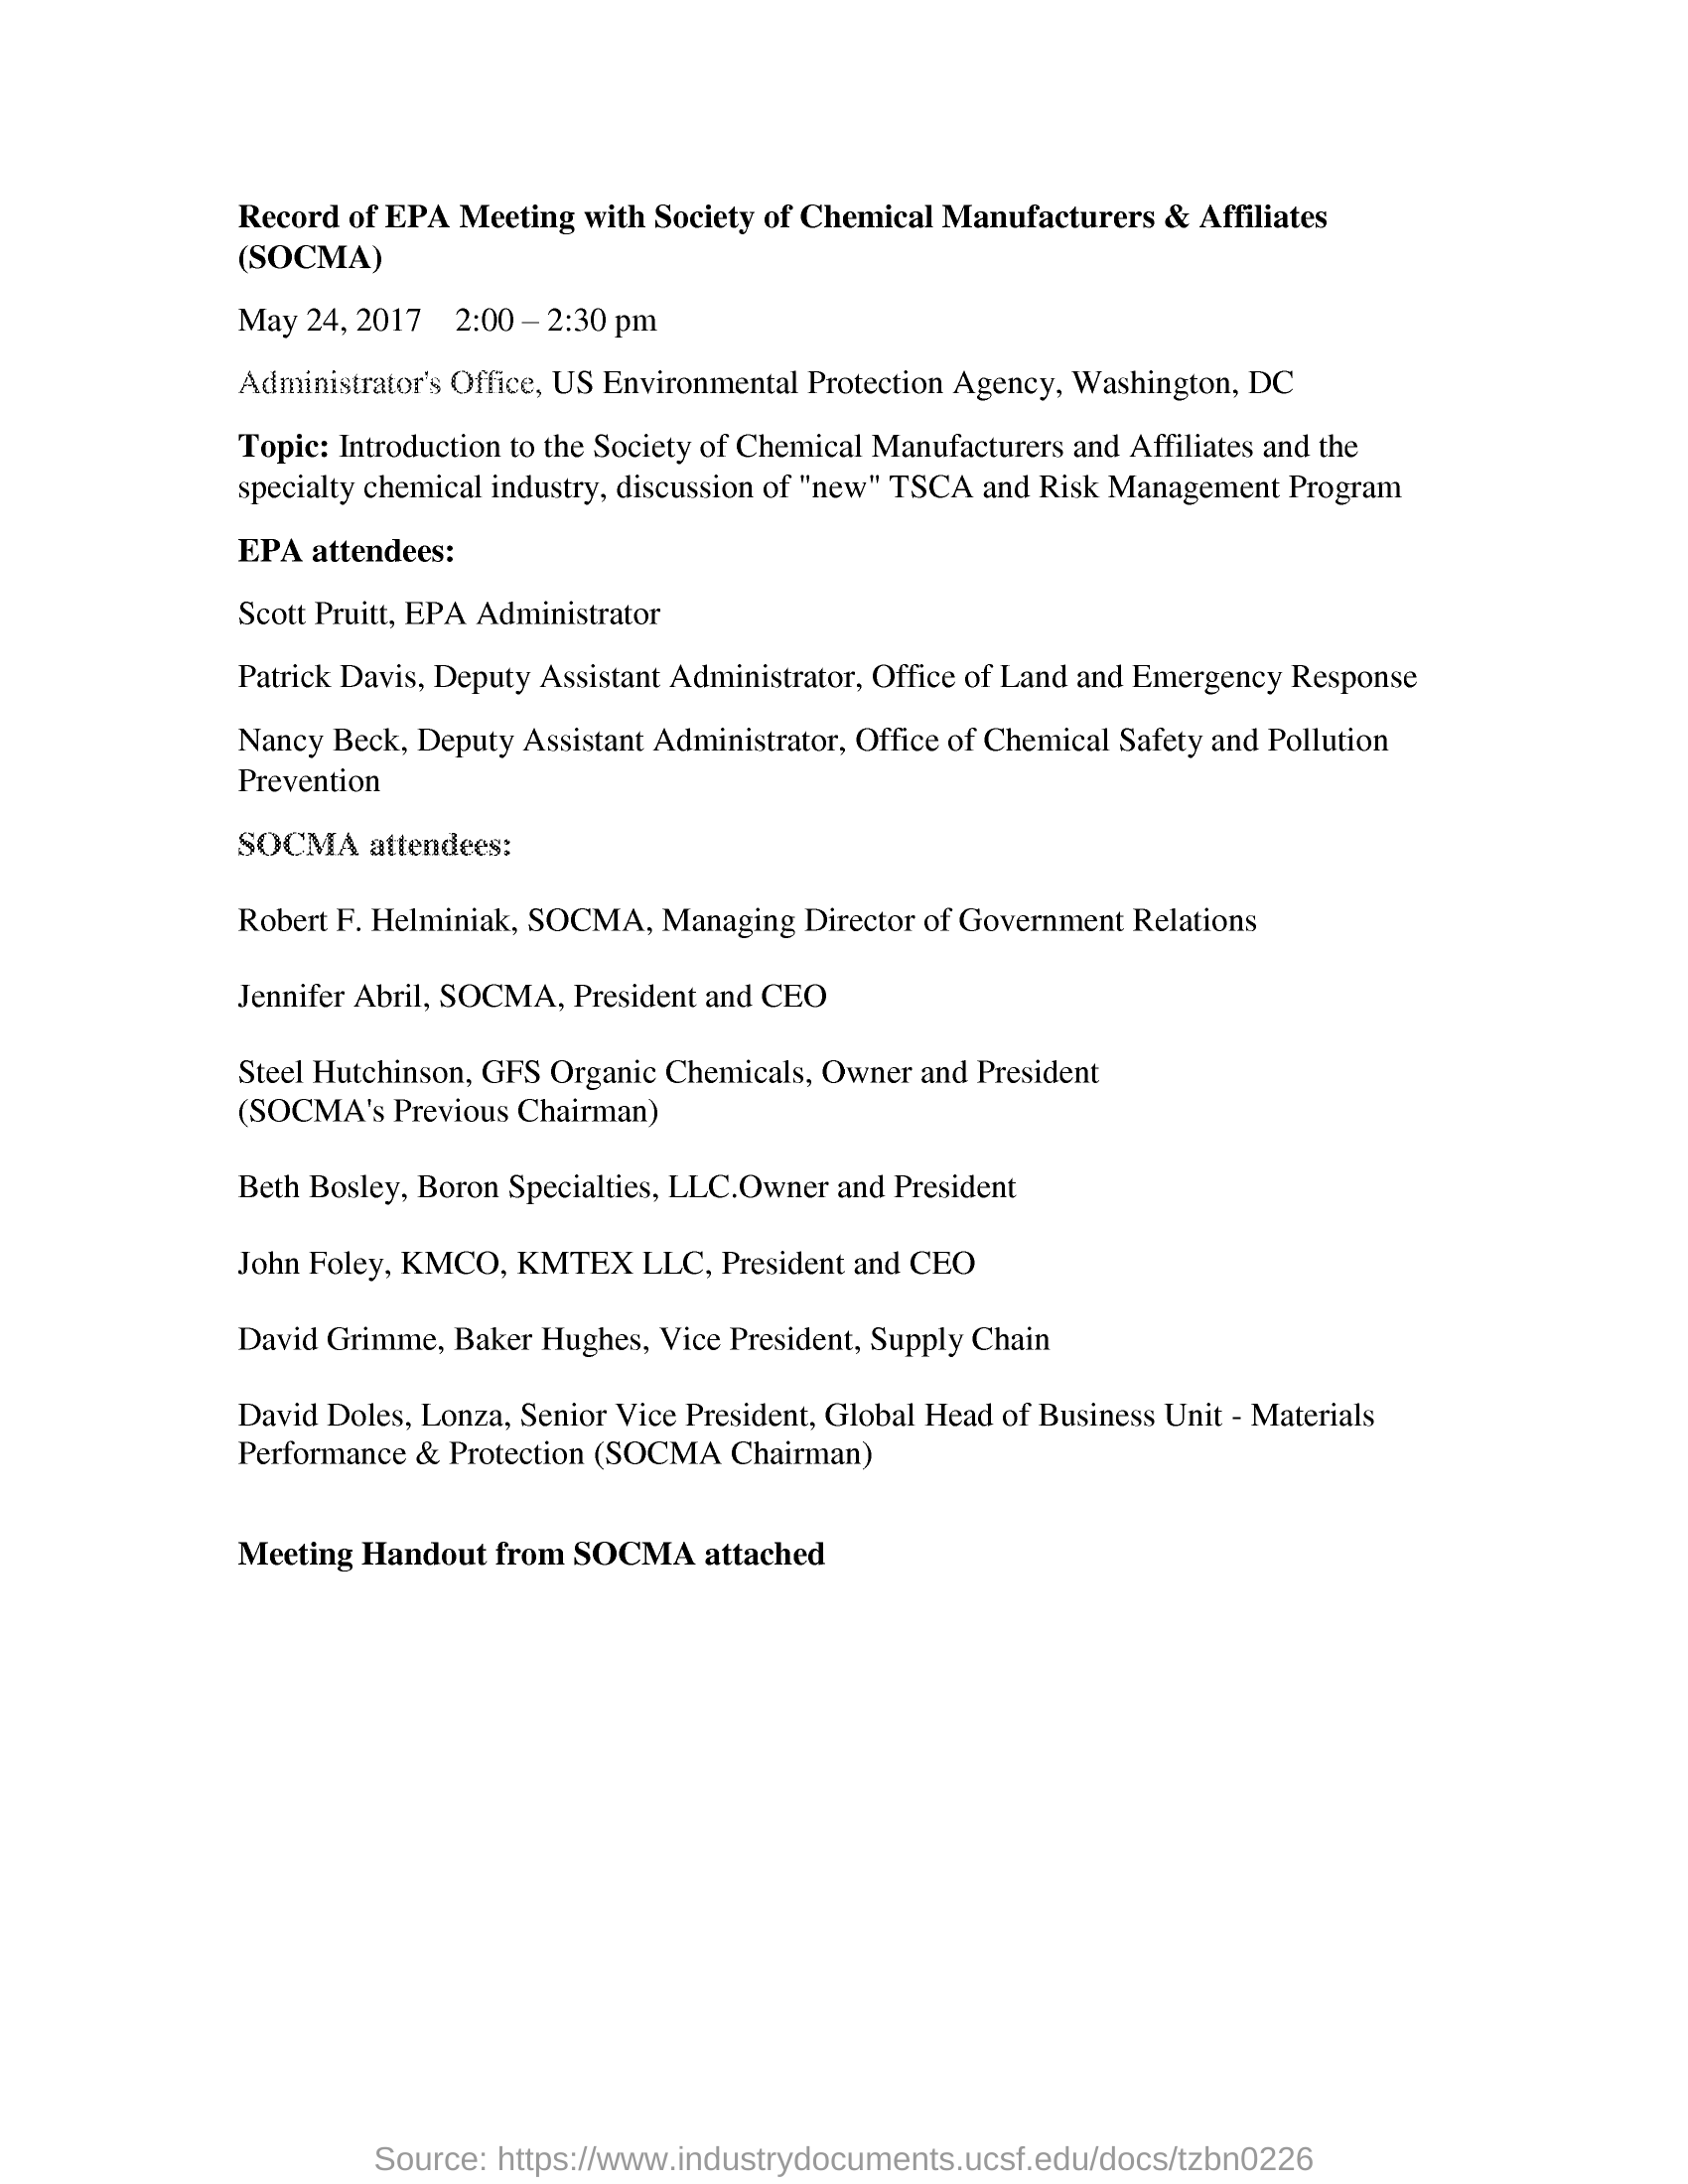 Record of EPA Meeting with Society of Chemical Manufacturers & Affiliates
(SOCMA)
May 24, 2017 2:00 – 2:30 pm
Administrator's Office, US Environmental Protection Agency, Washington, DC
Topic: Introduction to the Society of Chemical Manufacturers and Affiliates and the
specialty chemical industry, discussion of "new" TSCA and Risk Management Program
EPA attendees:
Scott Pruitt, EPA Administrator
Patrick Davis, Deputy Assistant Administrator, Office of Land and Emergency Response
Nancy Beck, Deputy Assistant Administrator, Office of Chemical Safety and Pollution
Prevention
SOCMA attendees:
Robert F. Helminiak, SOCMA, Managing Director of Government Relations
Jennifer Abril, SOCMA, President and CEO
Steel Hutchinson, GFS Organic Chemicals, Owner and President
(SOCMA's Previous Chairman)
Beth Bosley, Boron Specialties, LLC.Owner and President
John Foley, KMCO, KMTEX LLC, President and CEO
David Grimme, Baker Hughes, Vice President, Supply Chain
David Doles, Lonza, Senior Vice President, Global Head of Business Unit - Materials
Performance & Protection (SOCMA Chairman)
Meeting Handout from SOCMA attached
Source: https://www.industrydocuments.ucsf.edu/docs/tzbn0226